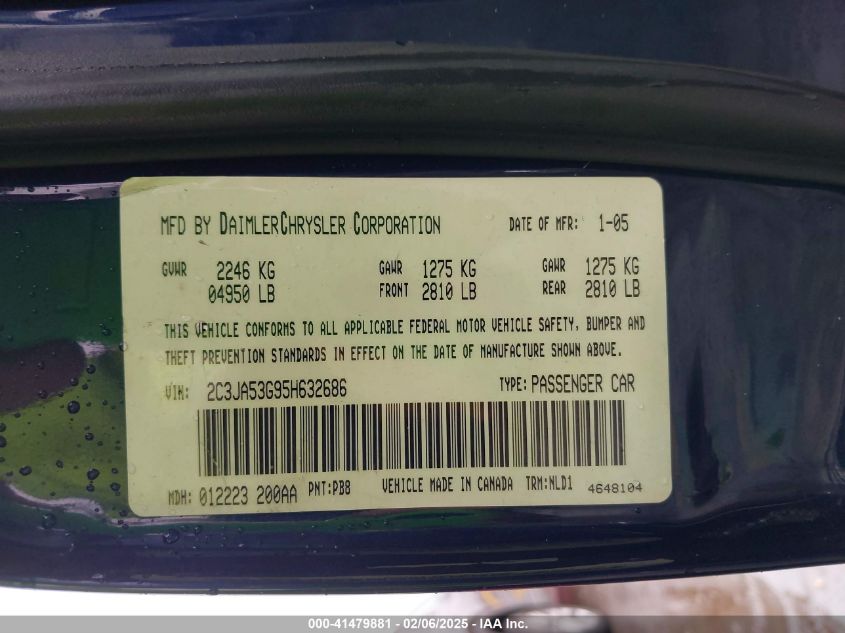 MFD BY DAIMLERCHRYSLER CORPORATION DATE OF MFR: 1-05
GVWR 2246 KG GAWR 1275 KG GAWR 1275 KG
04950 LB FRONT 2810 LB REAR 2810 LB
THIS VEHICLE CONFORMS TO ALL APPLICABLE FEDERAL MOTOR VEHICLE SAFETY, BUMPER AND
THEFT PREVENTION STANDARDS IN EFFECT ON THE DATE OF MANUFACTURE SHOWN ABOVE.
VIN: 2C3JA53G95H632686 TYPE: PASSENGER CAR
MDH: 012223 200AA PNT:PB8 VEHICLE MADE IN CANADA TRM:NLD1 4648104
000-41479881 - 02/06/2025 - IAA Inc.